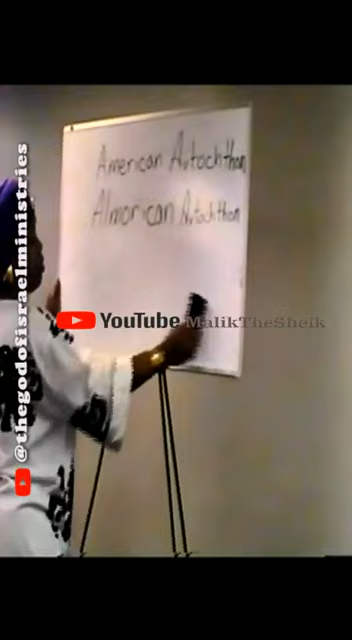 American Autochthon
Almorican Autochthon
YouTube MalikTheSheik
@thegodofisraelministries